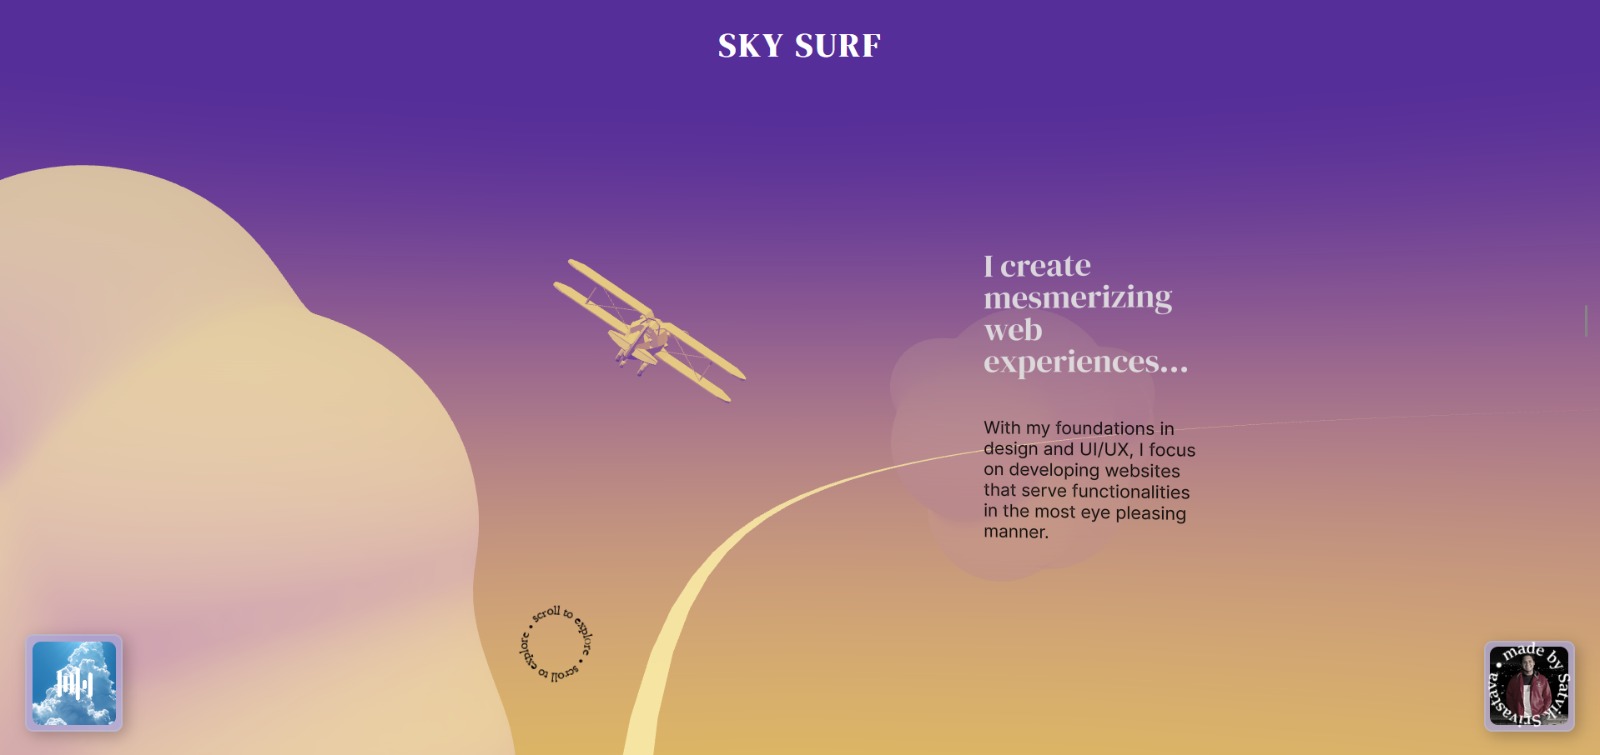 SKY SURF
I create
mesmerizing
web
experiences...
With my foundations in
design and UI/UX, I focus
on developing websites
that serve functionalities
in the most eye pleasing
manner.
scroll to explore • scroll to explore •
made by Satvik Srivastava •